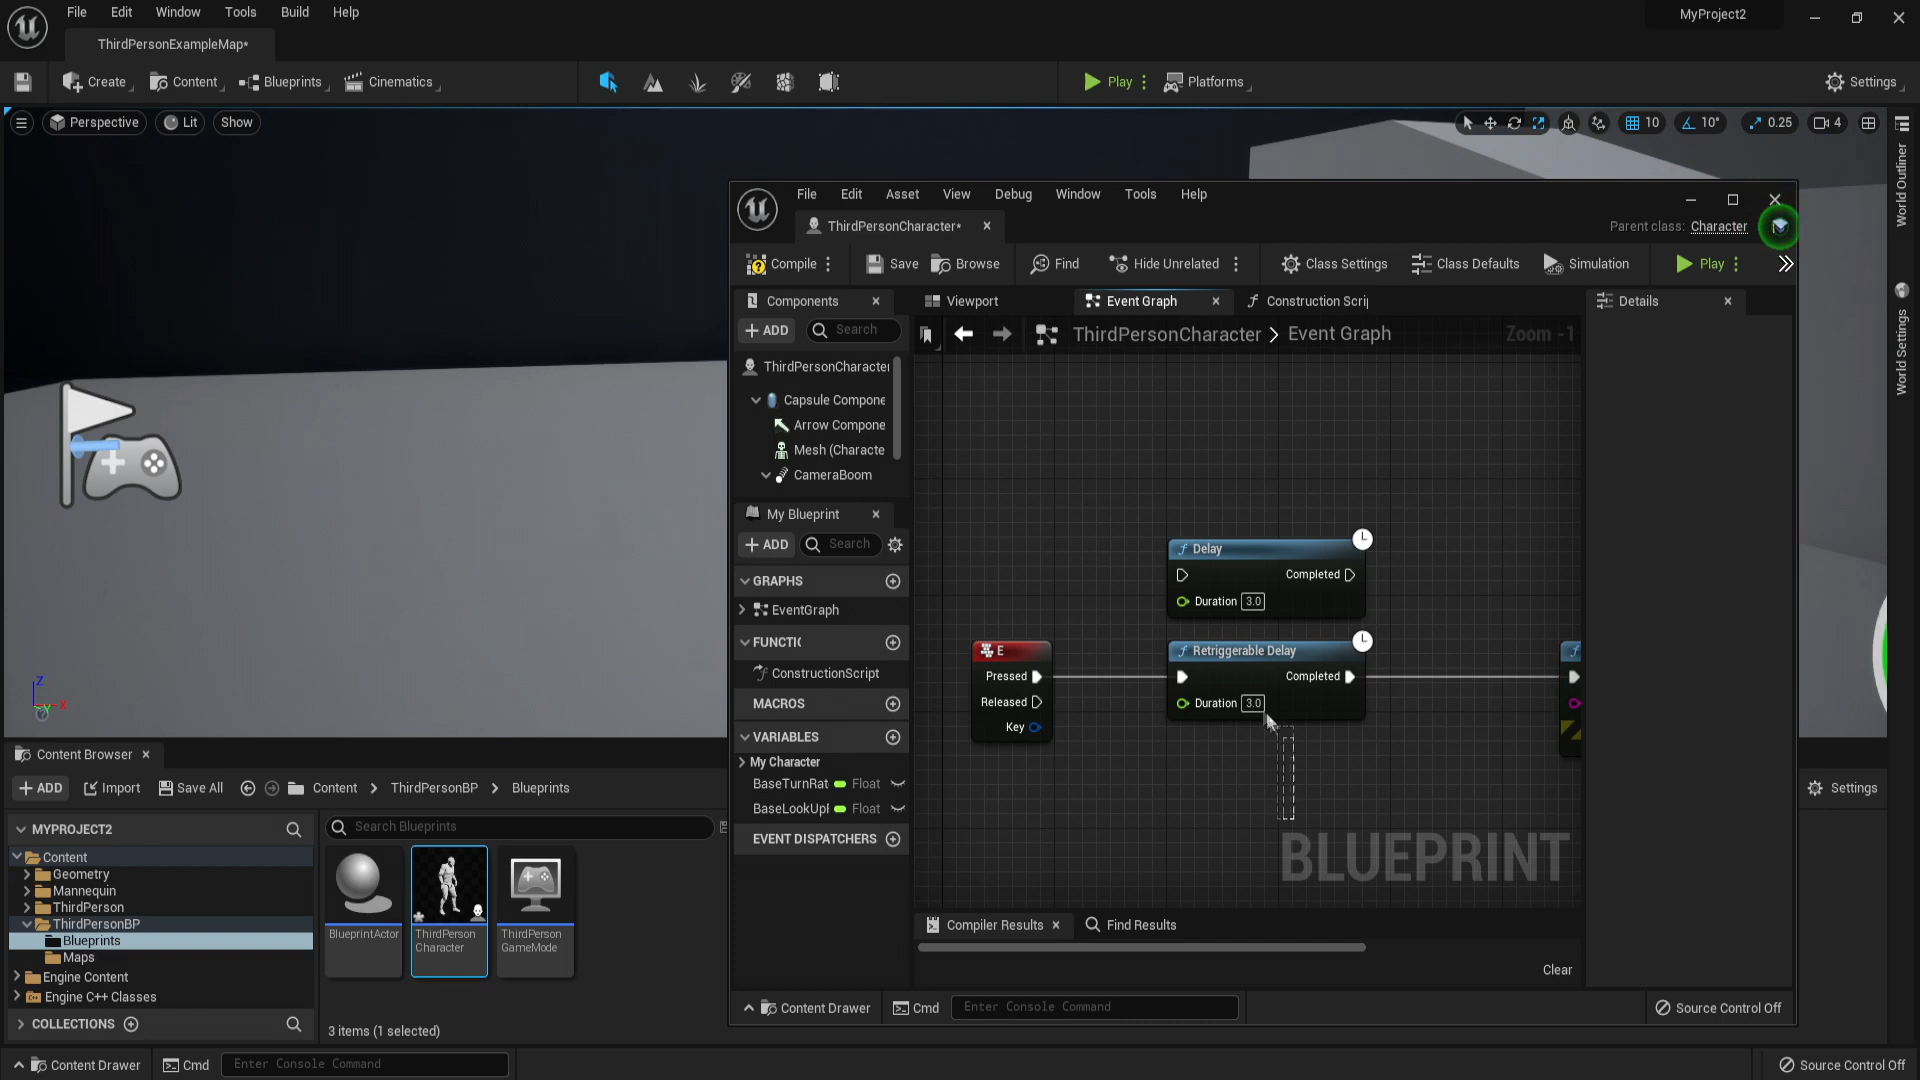 File Edit Window Tools Build Help
MyProject2
ThirdPersonExampleMap*
Create Content Blueprints Cinematics Play Platforms Settings
Perspective Lit Show
10 10° 0.25 4
World Outliner
World Settings
File Edit Asset View Debug Window Tools Help
ThirdPersonCharacter*
Parent class: Character
Compile Save Browse Find Hide Unrelated Class Settings Class Defaults Simulation Play
Components
Viewport Event Graph Construction Scrip
Details
ADD Search
ThirdPersonCharacter > Event Graph
Zoom -1
ThirdPersonCharacter
Capsule Compone
Arrow Compone
Mesh (Characte
CameraBoom
My Blueprint
ADD Search
GRAPHS
EventGraph
FUNCTIC
ConstructionScript
MACROS
VARIABLES
My Character
BaseTurnRat Float
BaseLookUpI Float
EVENT DISPATCHERS
Delay
Completed
Duration 3.0
E
Pressed
Released
Key
Retriggerable Delay
Completed
Duration 3.0
BLUEPRINT
Compiler Results Find Results
Clear
Content Drawer Cmd Enter Console Command Source Control Off
Content Browser
ADD Import Save All Content > ThirdPersonBP > Blueprints Settings
MYPROJECT2
Search Blueprints
Content
Geometry
Mannequin
ThirdPerson
ThirdPersonBP
Blueprints
Maps
Engine Content
Engine C++ Classes
COLLECTIONS
BlueprintActor
ThirdPerson
Character
ThirdPerson
GameMode
3 items (1 selected)
Content Drawer Cmd Enter Console Command Source Control Off
Z
X
Y